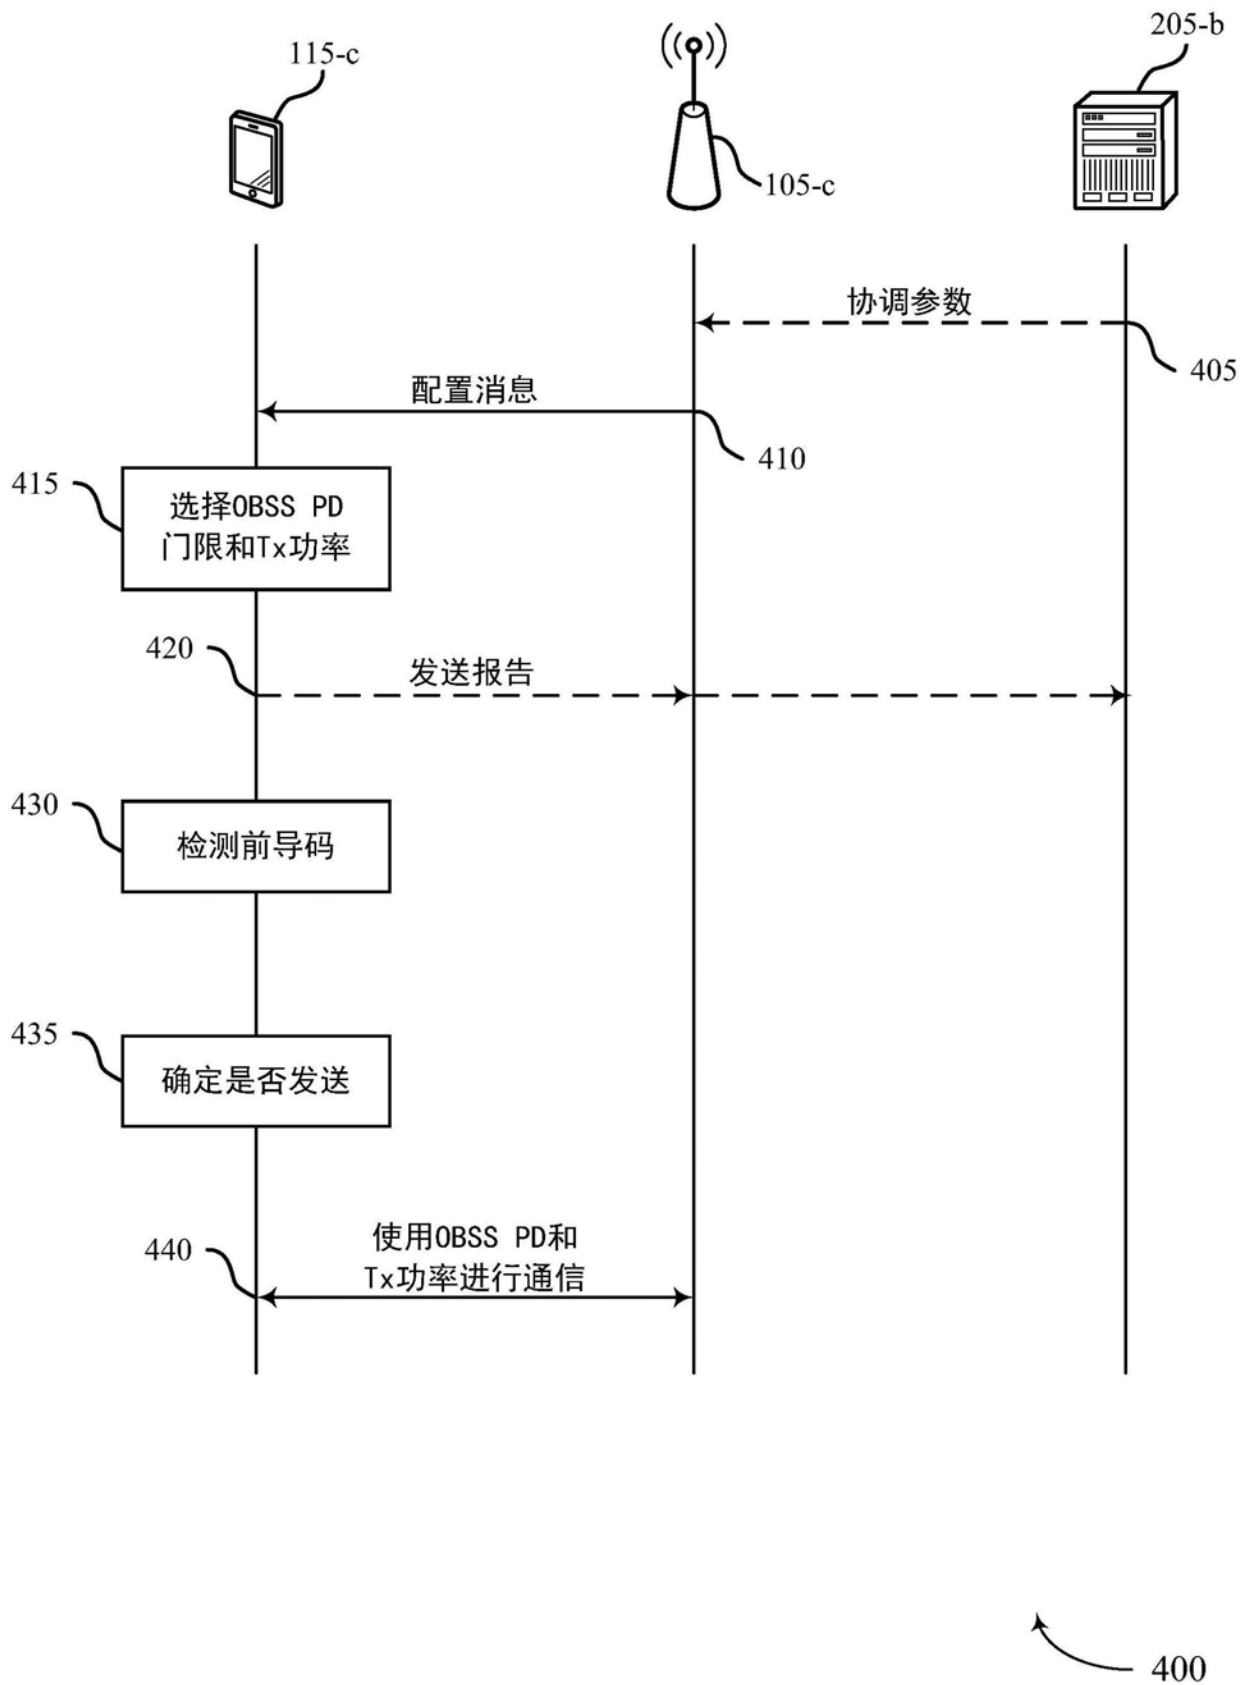 115-c
205-b
105-c
协调参数
405
配置消息
410
415
选择OBSS PD
门限和Tx功率
420
发送报告
430
检测前导码
435
确定是否发送
440
使用OBSS PD和
Tx功率进行通信
400